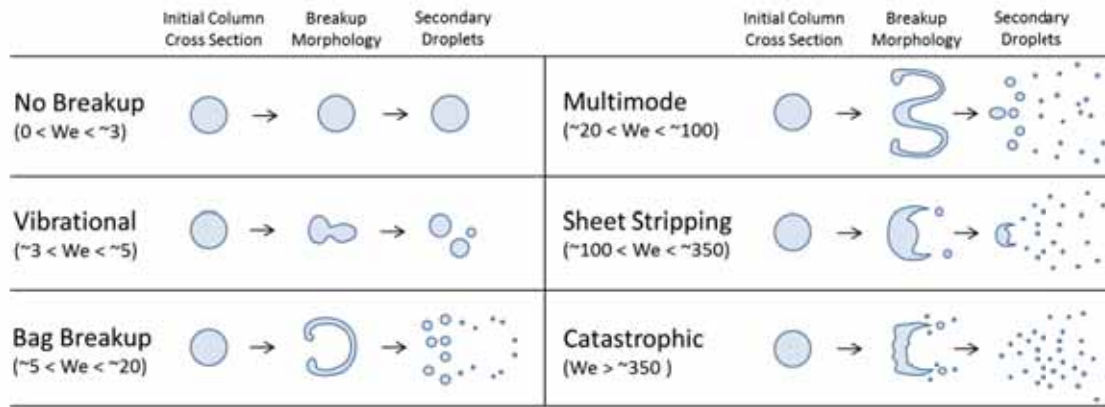 Initial Column Cross Section
Breakup Morphology
Secondary Droplets
No Breakup
(0 < We < ~3)
Vibrational
(~3 < We < ~5)
Bag Breakup
(~5 < We < ~20)
Initial Column Cross Section
Breakup Morphology
Secondary Droplets
Multimode
(~20 < We < ~100)
Sheet Stripping
(~100 < We < ~350)
Catastrophic
(We > ~350 )